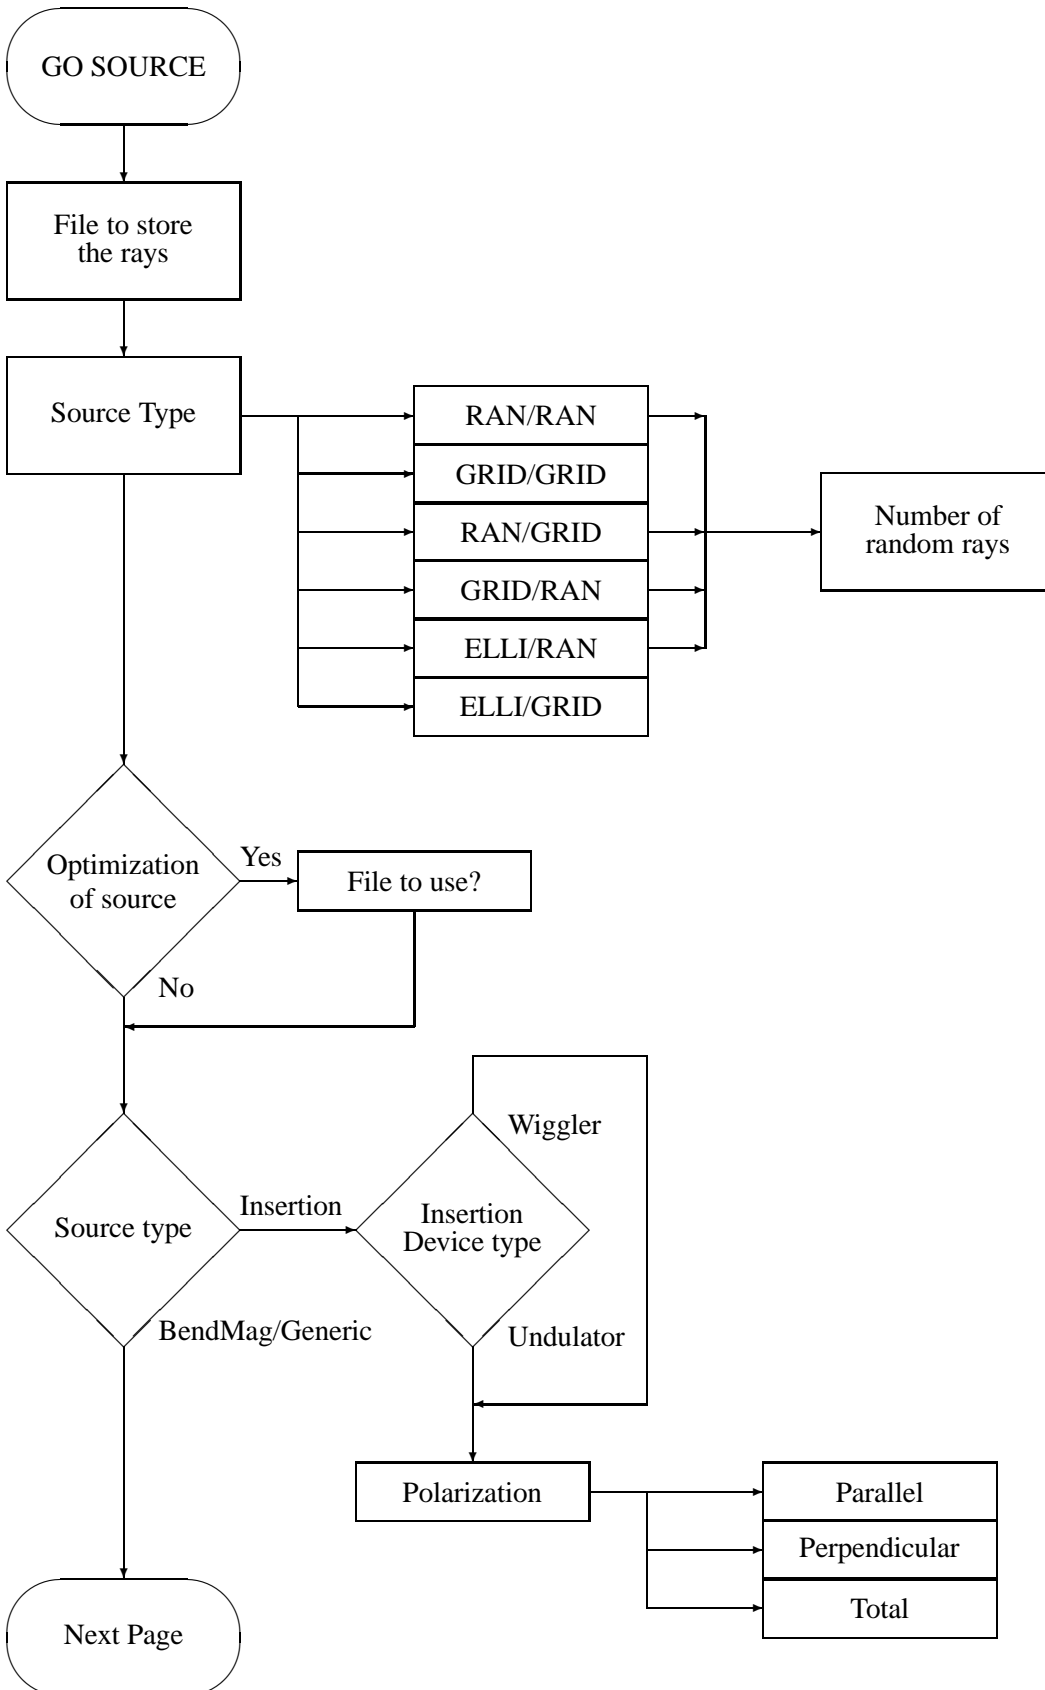 GO SOURCE
File to store
the rays
Source Type
RAN/RAN
GRID/GRID
RAN/GRID
GRID/RAN
ELLI/RAN
ELLI/GRID
Number of
random rays
Optimization
of source
Yes
File to use?
No
Wiggler
Source type
Insertion
Insertion
Device type
BendMag/Generic
Undulator
Polarization
Parallel
Perpendicular
Total
Next Page